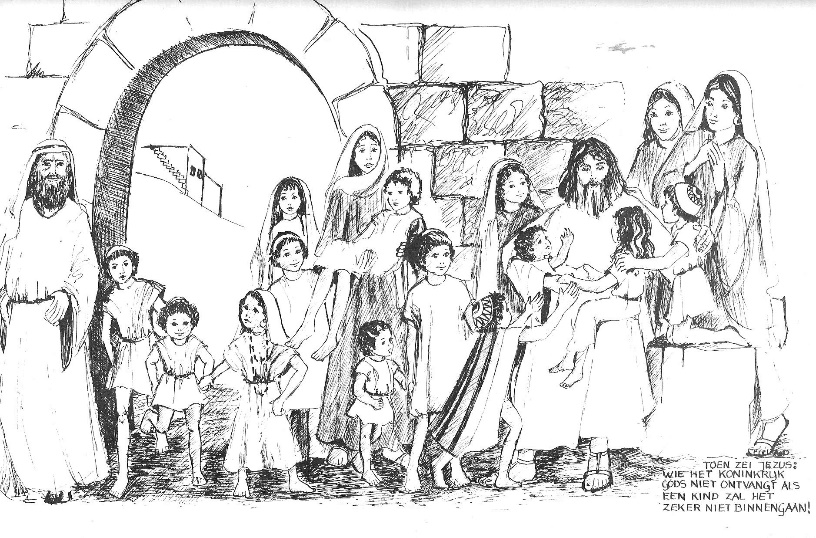 TOEN ZEI JEZUS:
WIE HET KONINKRIJK
GODS NIET ONTVANGT ALS
EEN KIND ZAL HET
ZEKER NIET BINNENGAAN!